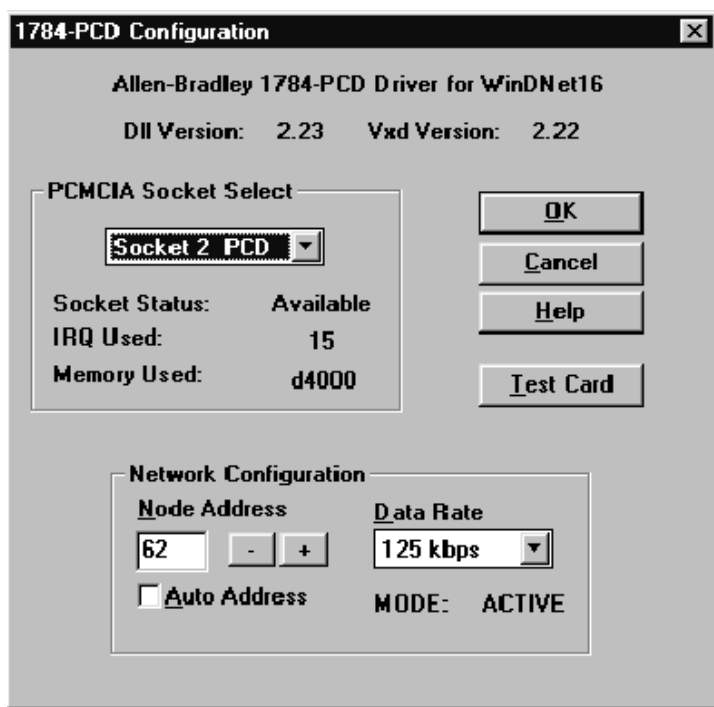 1784-PCD Configuration
Allen-Bradley 1784-PCD Driver for WinDNet16
Dll Version: 2.23 Vxd Version: 2.22
PCMCIA Socket Select
Socket 2 PCD
Socket Status: Available
IRQ Used: 15
Memory Used: d4000
OK
Cancel
Help
Test Card
Network Configuration
Node Address
62
- +
Auto Address
Data Rate
125 kbps
MODE: ACTIVE